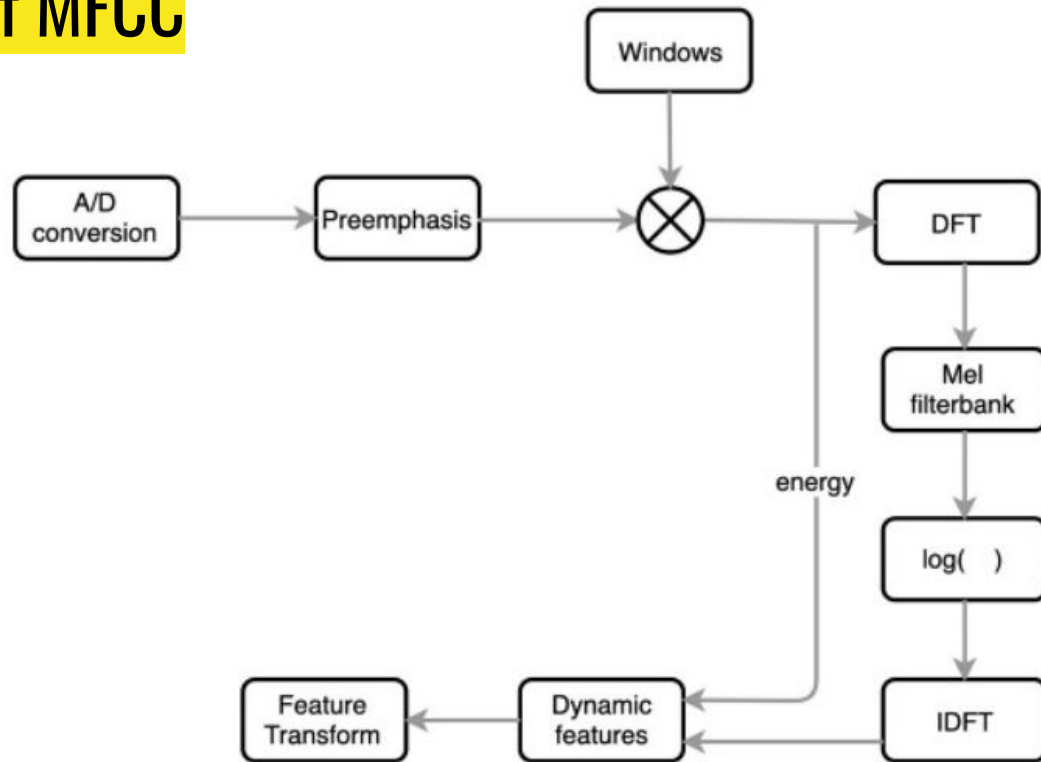 MFCC
Windows
A/D
conversion
Preemphasis
DFT
Mel
filterbank
energy
log( )
Feature
Transform
Dynamic
features
IDFT